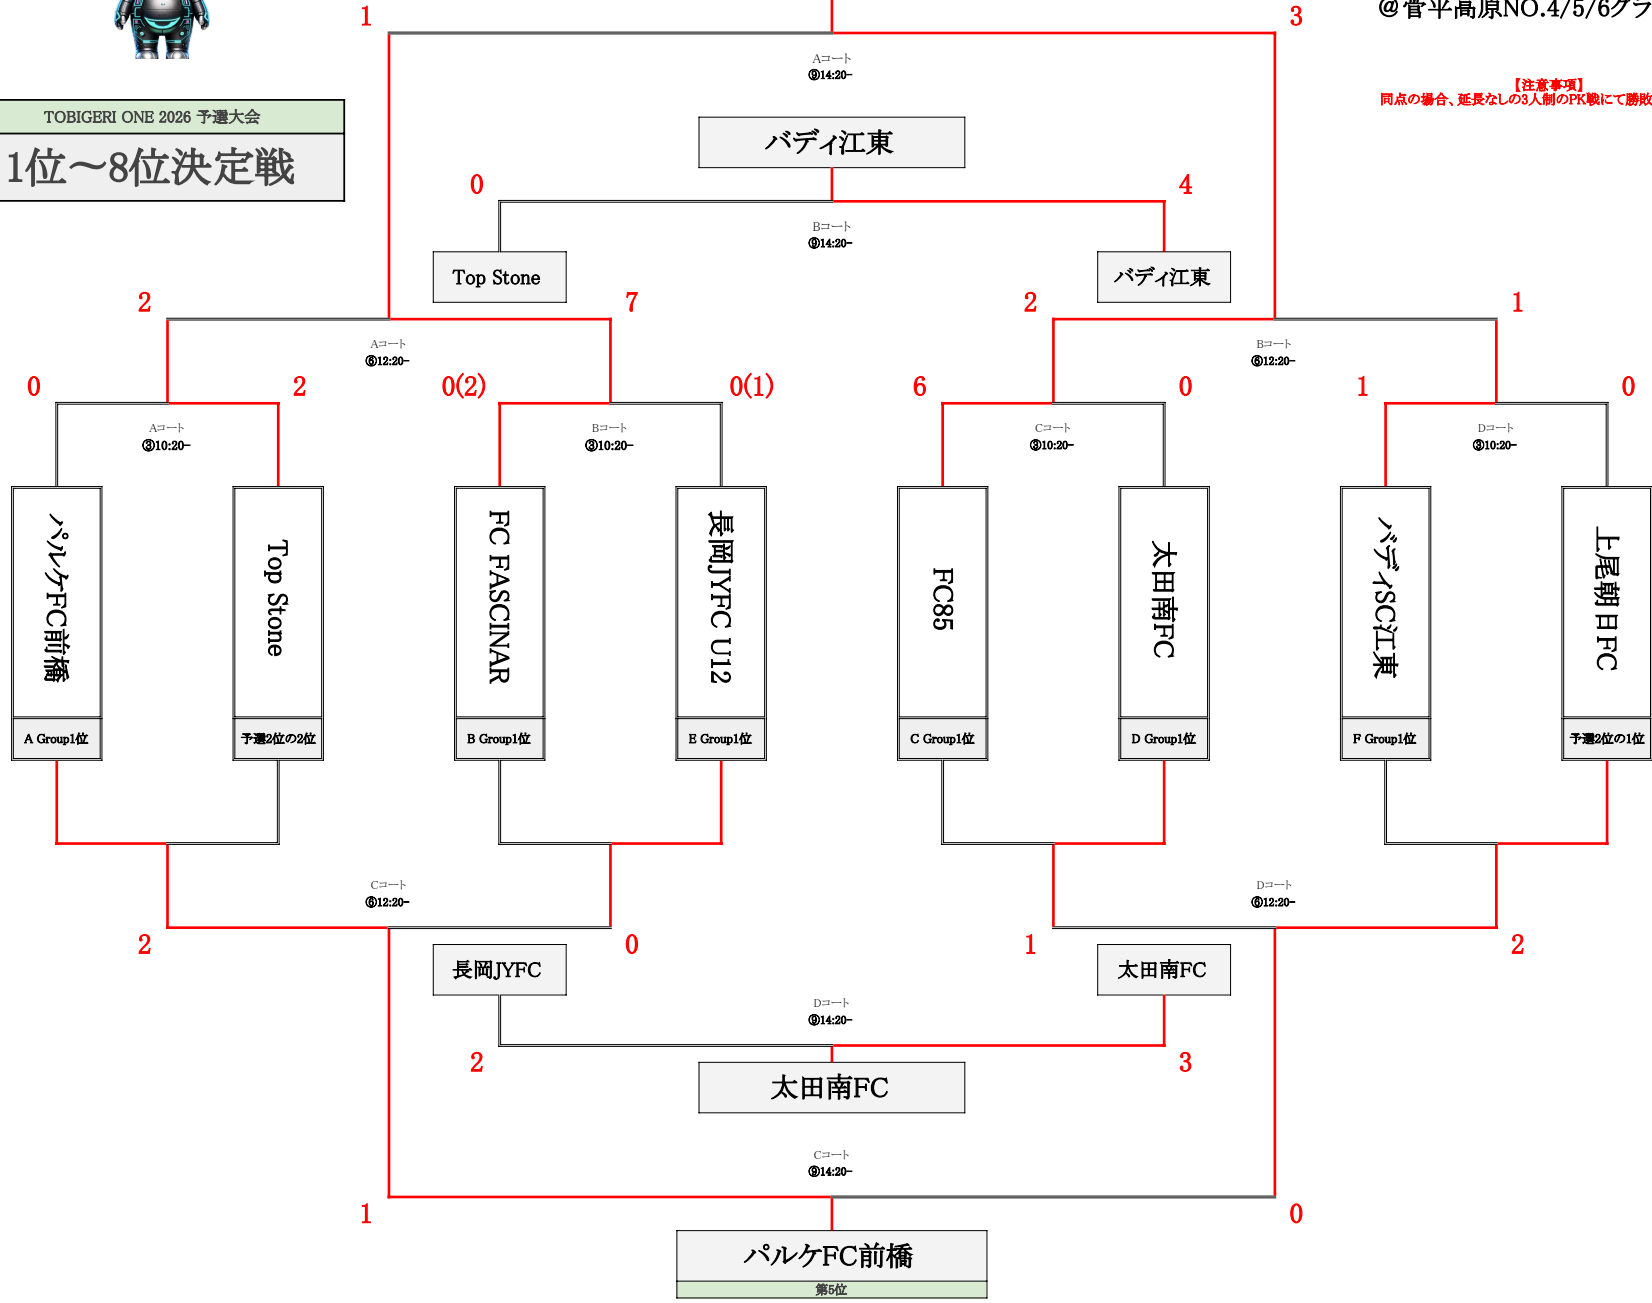 @菅平高原NO.4/5/6グラ
1
3
Aコート
⑨14:20-
【注意事項】
同点の場合、延長なしの3人制のPK戦にて勝敗
TOBIGERI ONE 2026 予選大会
1位～8位決定戦
バディ江東
0
4
Bコート
⑨14:20-
Top Stone
バディ江東
2
7
2
1
Aコート
⑥12:20-
Bコート
⑥12:20-
0
2
0(2)
0(1)
6
0
1
0
Aコート
③10:20-
Bコート
③10:20-
Cコート
③10:20-
Dコート
③10:20-
パルケFC前橋
Top Stone
FC FASCINAR
長岡JYFC U12
FC85
太田南FC
バディSC江東
上尾朝日FC
A Group1位
予選2位の2位
B Group1位
E Group1位
C Group1位
D Group1位
F Group1位
予選2位の1位
Cコート
⑥12:20-
Dコート
⑥12:20-
2
0
1
2
長岡JYFC
太田南FC
Dコート
⑨14:20-
2
3
太田南FC
Cコート
⑨14:20-
1
0
パルケFC前橋
第5位